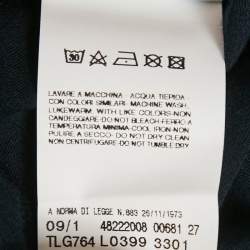 30
LAVARE A MACCHINA - ACQUA TIEPIDA -
CON COLORI SIMILARI-MACHINE WASH.
LUKEWARM - WITH LIKE COLORS-NON
CANDEGGIARE-DO NOT BLEACH FERRO A
TEMPERATURA MINIMA-COOL IRON-NON
PULIRE A SECCO- DO NOT DRY CLEAN
NON CENTRIFUGARE-DO NOT TUMBLE DRY
A NORMA DI LEGGE N.883 26/11/1973
09/1 48222008 00681 27
TLG764 L0399 3301